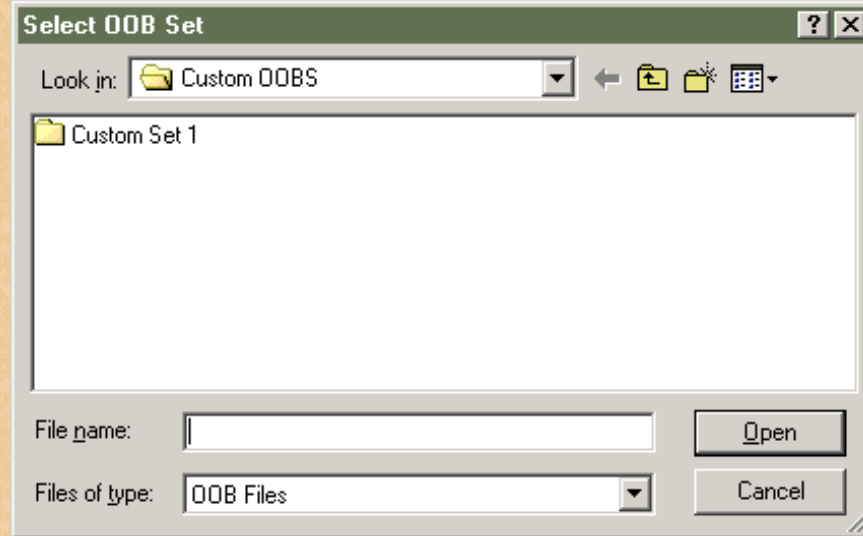 Select OOB Set
Look in: Custom OOBS
Custom Set 1
File name: Open
Files of type: OOB Files Cancel